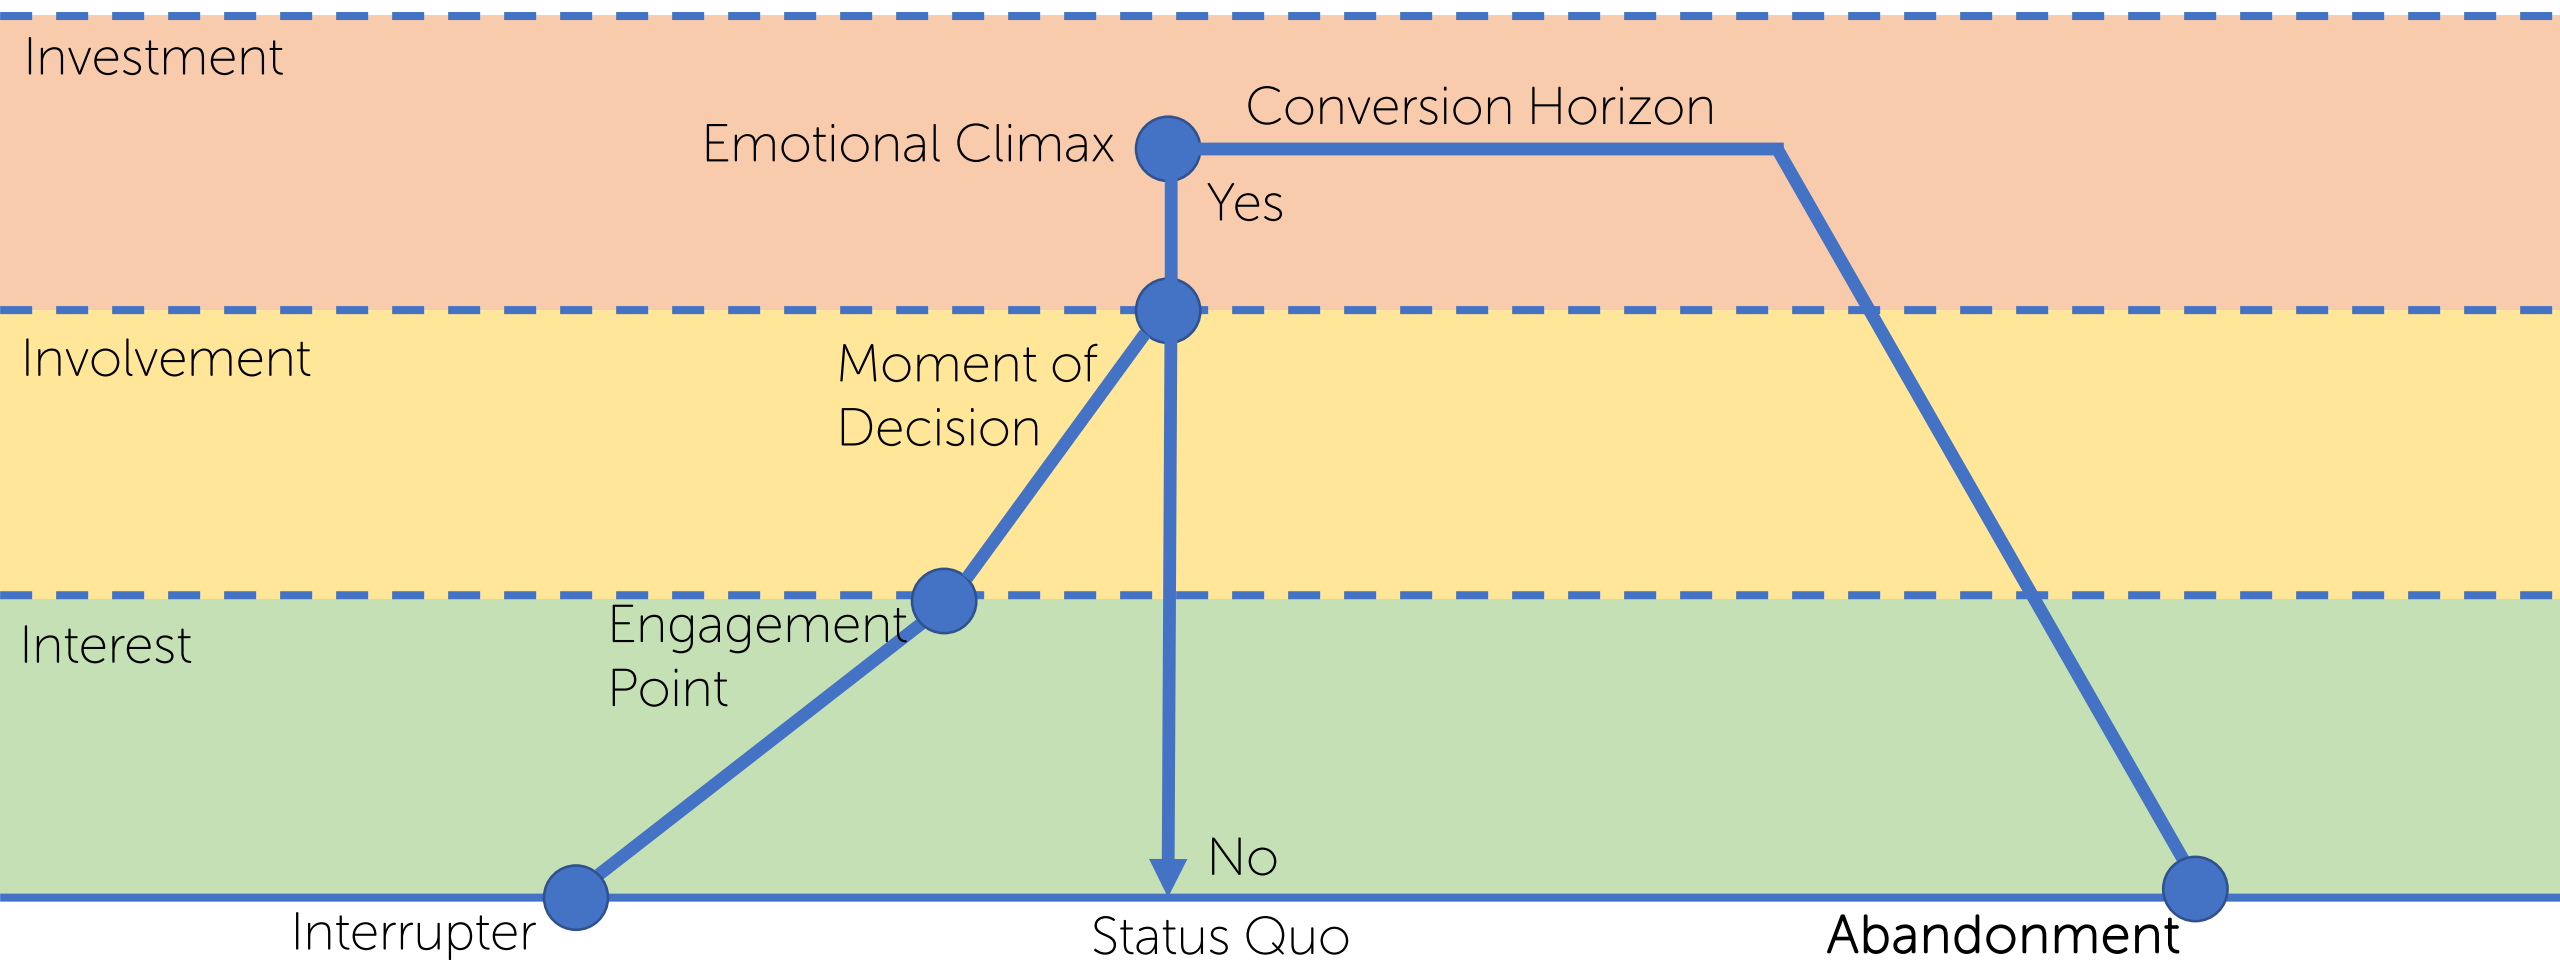 Investment
Conversion Horizon
Emotional Climax
Yes
Involvement
Moment of
Decision
Engagement
Point
Interest
No
Interrupter
Status Quo
Abandonment